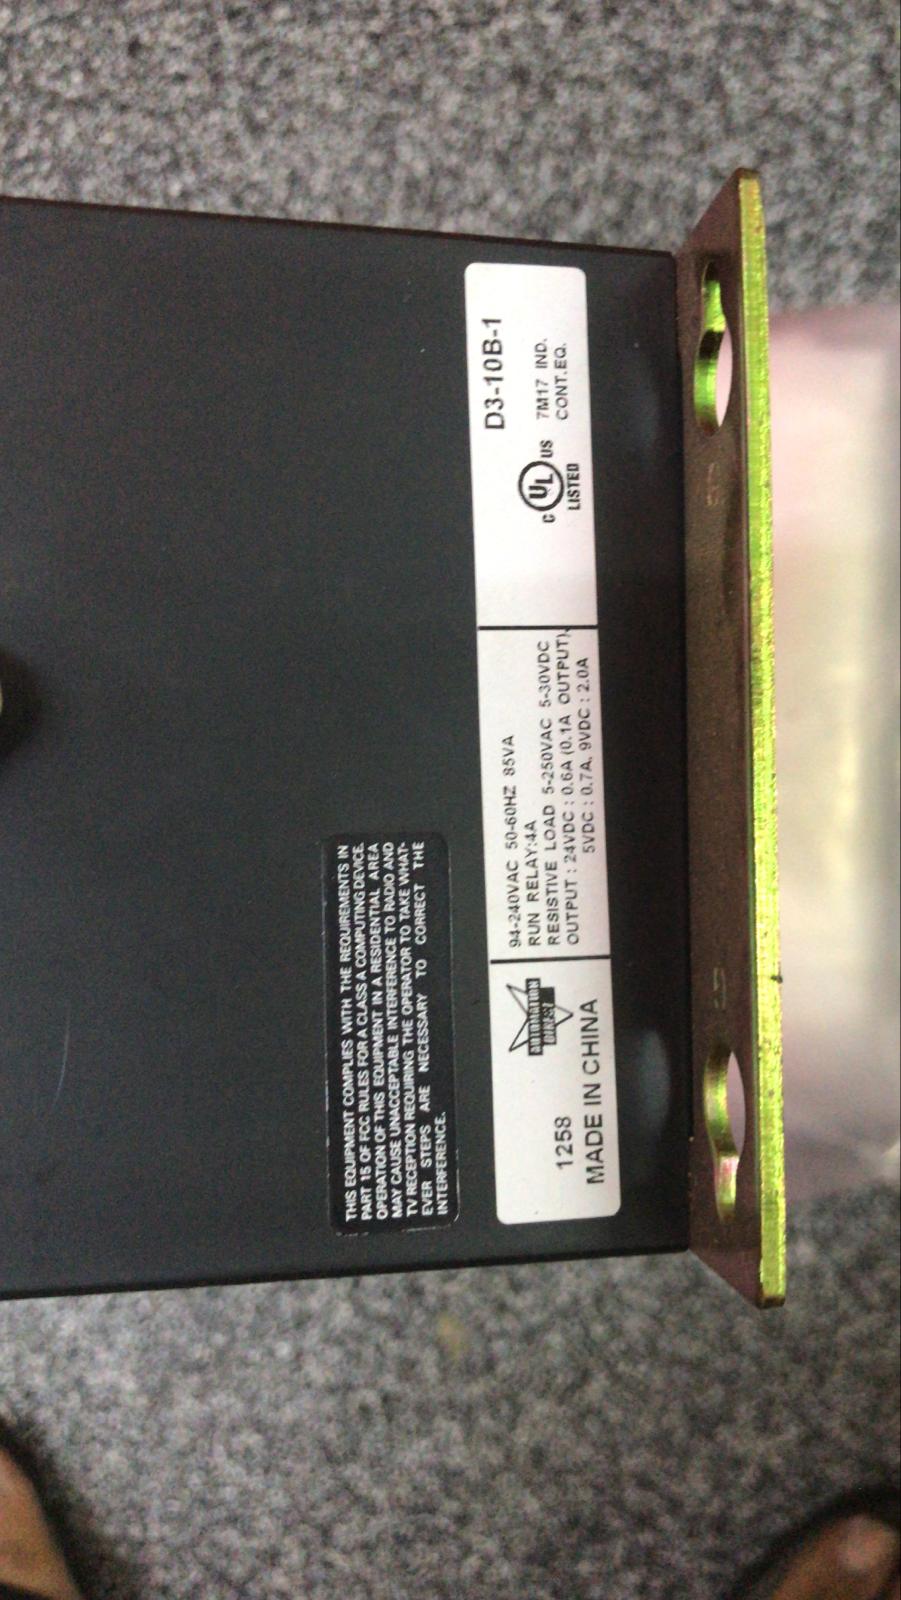 THIS EQUIPMENT COMPLIES WITH THE REQUIREMENTS IN
PART 15 OF FCC RULES FOR A CLASS A COMPUTING DEVICE.
OPERATION OF THIS EQUIPMENT IN A RESIDENTIAL AREA
MAY CAUSE UNACCEPTABLE INTERFERENCE TO RADIO AND
TV RECEPTION REQUIRING THE OPERATOR TO TAKE WHAT-
EVER STEPS ARE NECESSARY TO CORRECT THE
INTERFERENCE.
AUTOMATION
DIRECT
1258
MADE IN CHINA
94-240VAC 50-60HZ 85VA
RUN RELAY:4A
RESISTIVE LOAD 5-250VAC 5-30VDC
OUTPUT : 24VDC : 0.6A (0.1A OUTPUT),
5VDC : 0.7A, 9VDC : 2.0A
D3-10B-1
C UL US
LISTED
7M17 IND.
CONT.EQ.